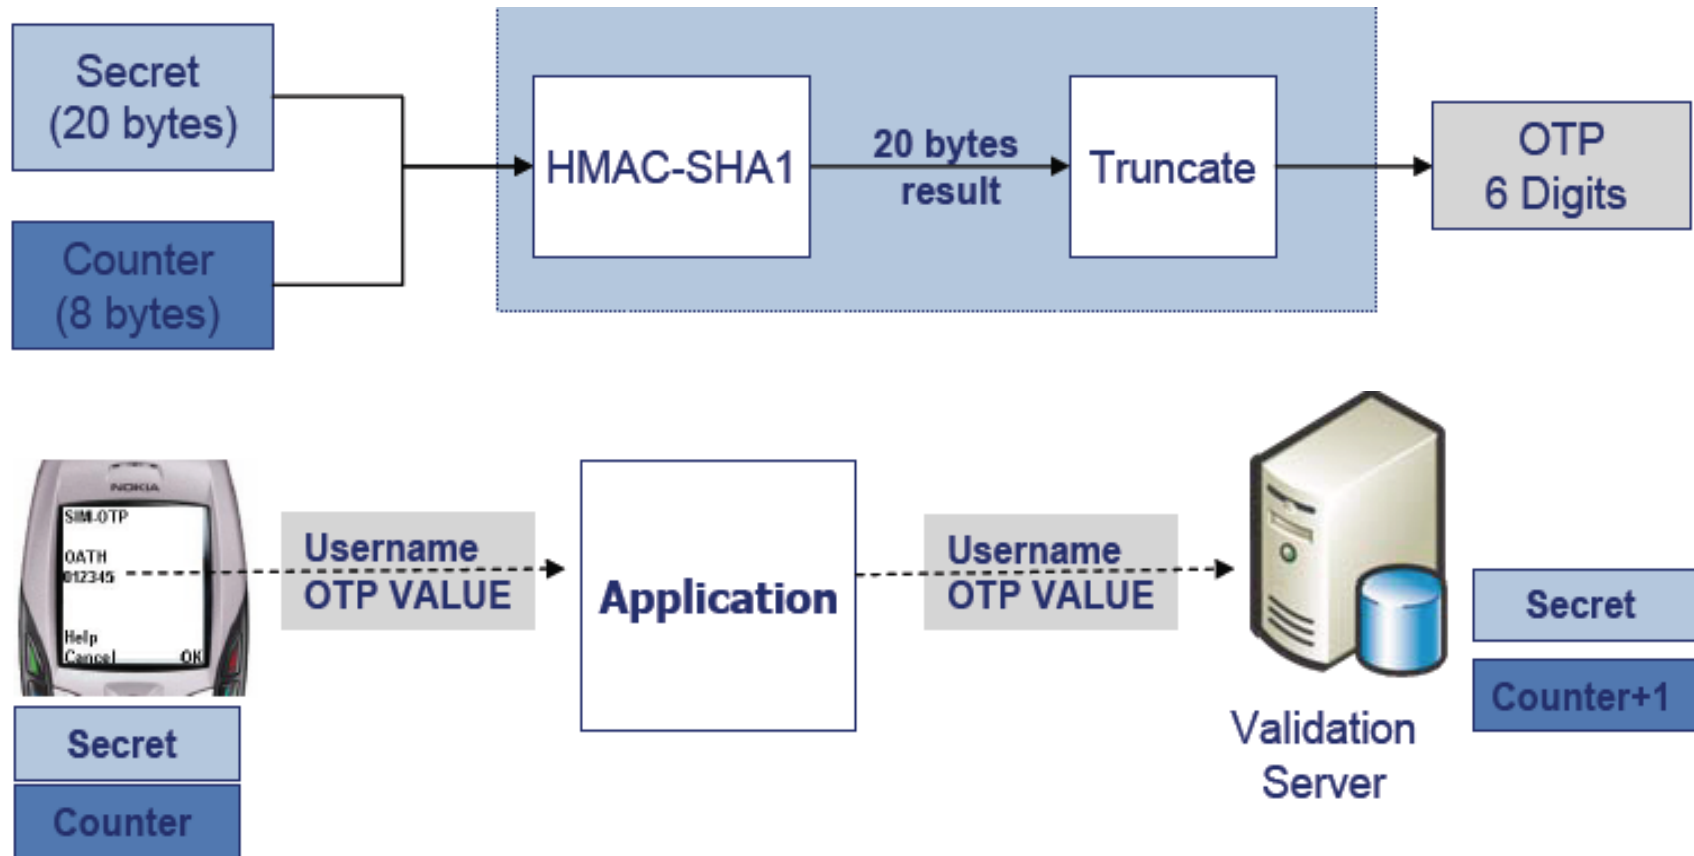 Secret
(20 bytes)
HMAC-SHA1
20 bytes
result
Truncate
OTP
6 Digits
Counter
(8 bytes)
NOKIA
SIM-OTP
OATH
012345
Help
Cancel OK
Username
OTP VALUE
Application
Username
OTP VALUE
Secret
Counter+1
Validation
Server
Secret
Counter